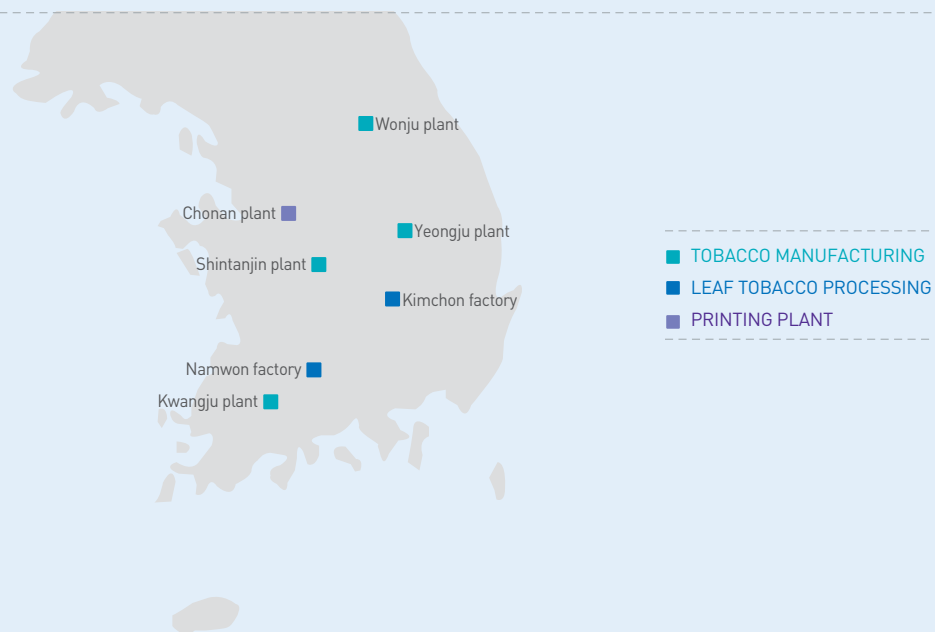 Wonju plant
Chonan plant
Yeongju plant
Shintanjin plant
Kimchon factory
Namwon factory
Kwangju plant
TOBACCO MANUFACTURING
LEAF TOBACCO PROCESSING
PRINTING PLANT